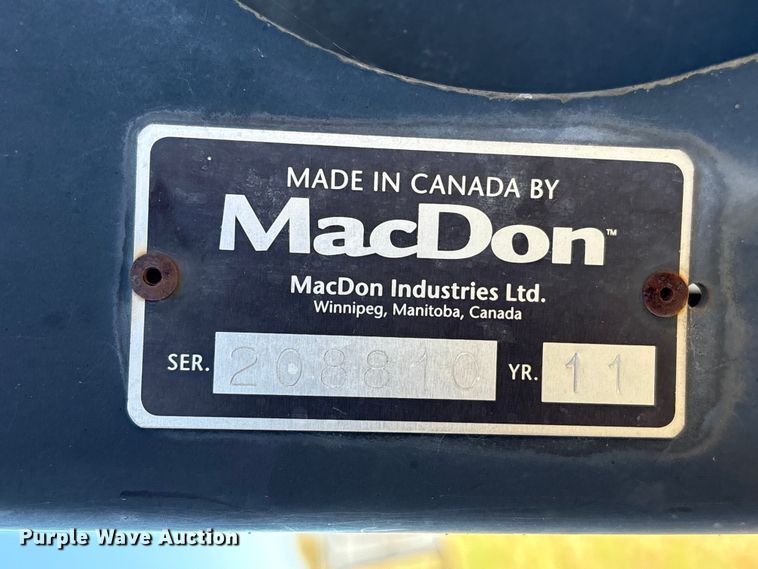 MADE IN CANADA BY
MacDon™
MacDon Industries Ltd.
Winnipeg, Manitoba, Canada
SER. 208810 YR. 11
Purple Wave Auction